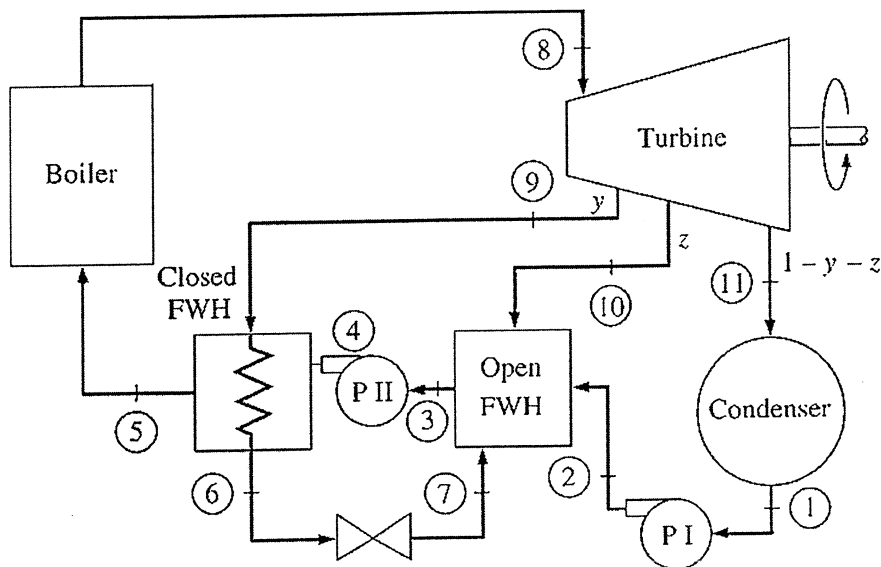 8
Turbine
Boiler
9
y
z
1 – y – z
11
10
Closed
FWH
4
Open
FWH
P II
3
Condenser
5
6
7
2
1
P I